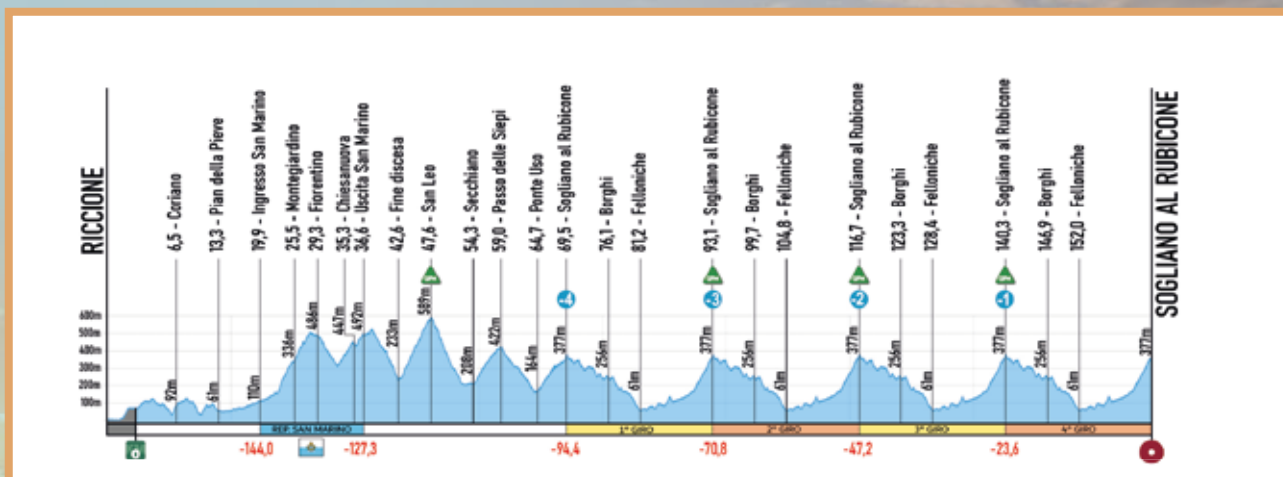 RICCIONE
6,5 - Coriano
13,3 - Pian della Pieve
19,9 - Ingresso San Marino
25,5 - Montegiardino
29,3 - Fiorentino
35,3 - Chiesanuova
36,6 - Uscita San Marino
42,6 - Fine discesa
47,6 - San Leo
54,3 - Secchiano
59,0 - Passo delle Siepi
64,7 - Ponte Uso
69,5 - Sogliano al Rubicone
76,1 - Borghi
81,2 - Felloniche
93,1 - Sogliano al Rubicone
99,7 - Borghi
104,8 - Felloniche
116,7 - Sogliano al Rubicone
123,3 - Borghi
128,4 - Felloniche
140,3 - Sogliano al Rubicone
146,9 - Borghi
152,0 - Felloniche
SOGLIANO AL RUBICONE
-4
-3
-2
-1
600m
500m
400m
300m
200m
100m
92m
61m
110m
336m
486m
447m
492m
233m
589m
208m
422m
164m
377m
256m
61m
377m
256m
61m
377m
256m
61m
377m
256m
61m
377m
REP. SAN MARINO
1° GIRO
2° GIRO
3° GIRO
4° GIRO
0
-144,0
-127,3
-94,4
-70,8
-47,2
-23,6